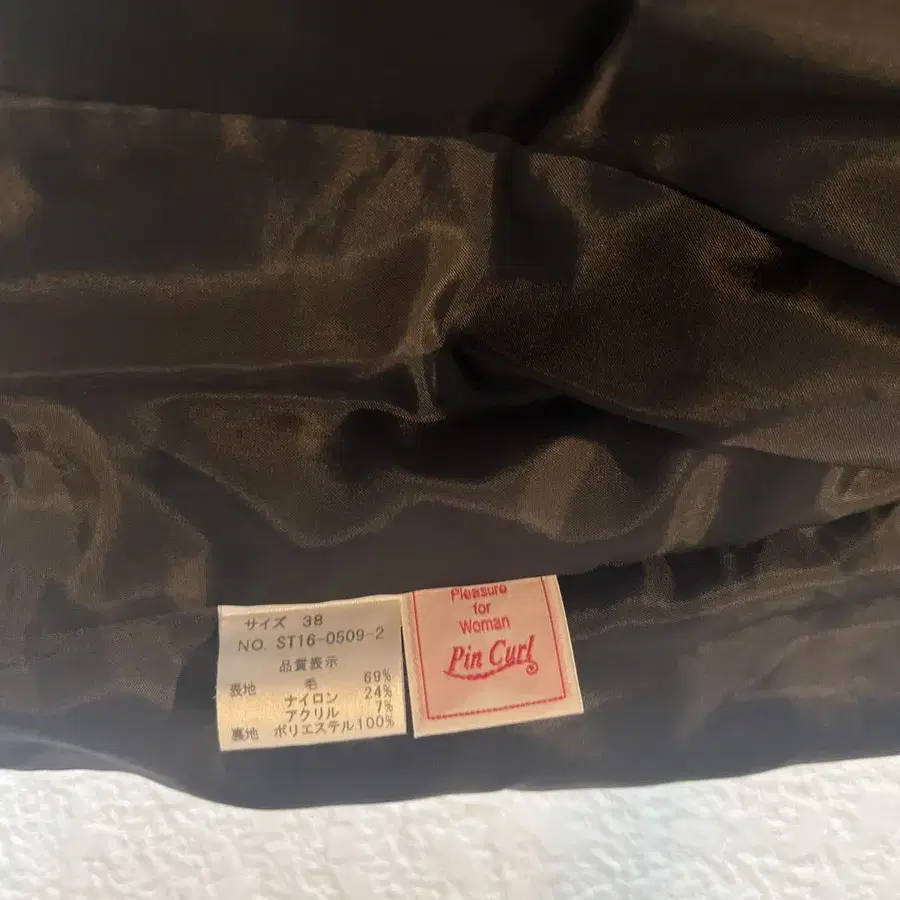 サイズ 38
NO. ST16-0509-2
品質表示
表地 毛 69%
ナイロン 24%
アクリル 7%
裏地 ポリエステル100%
Pleasure
for
Woman
Pin Curl